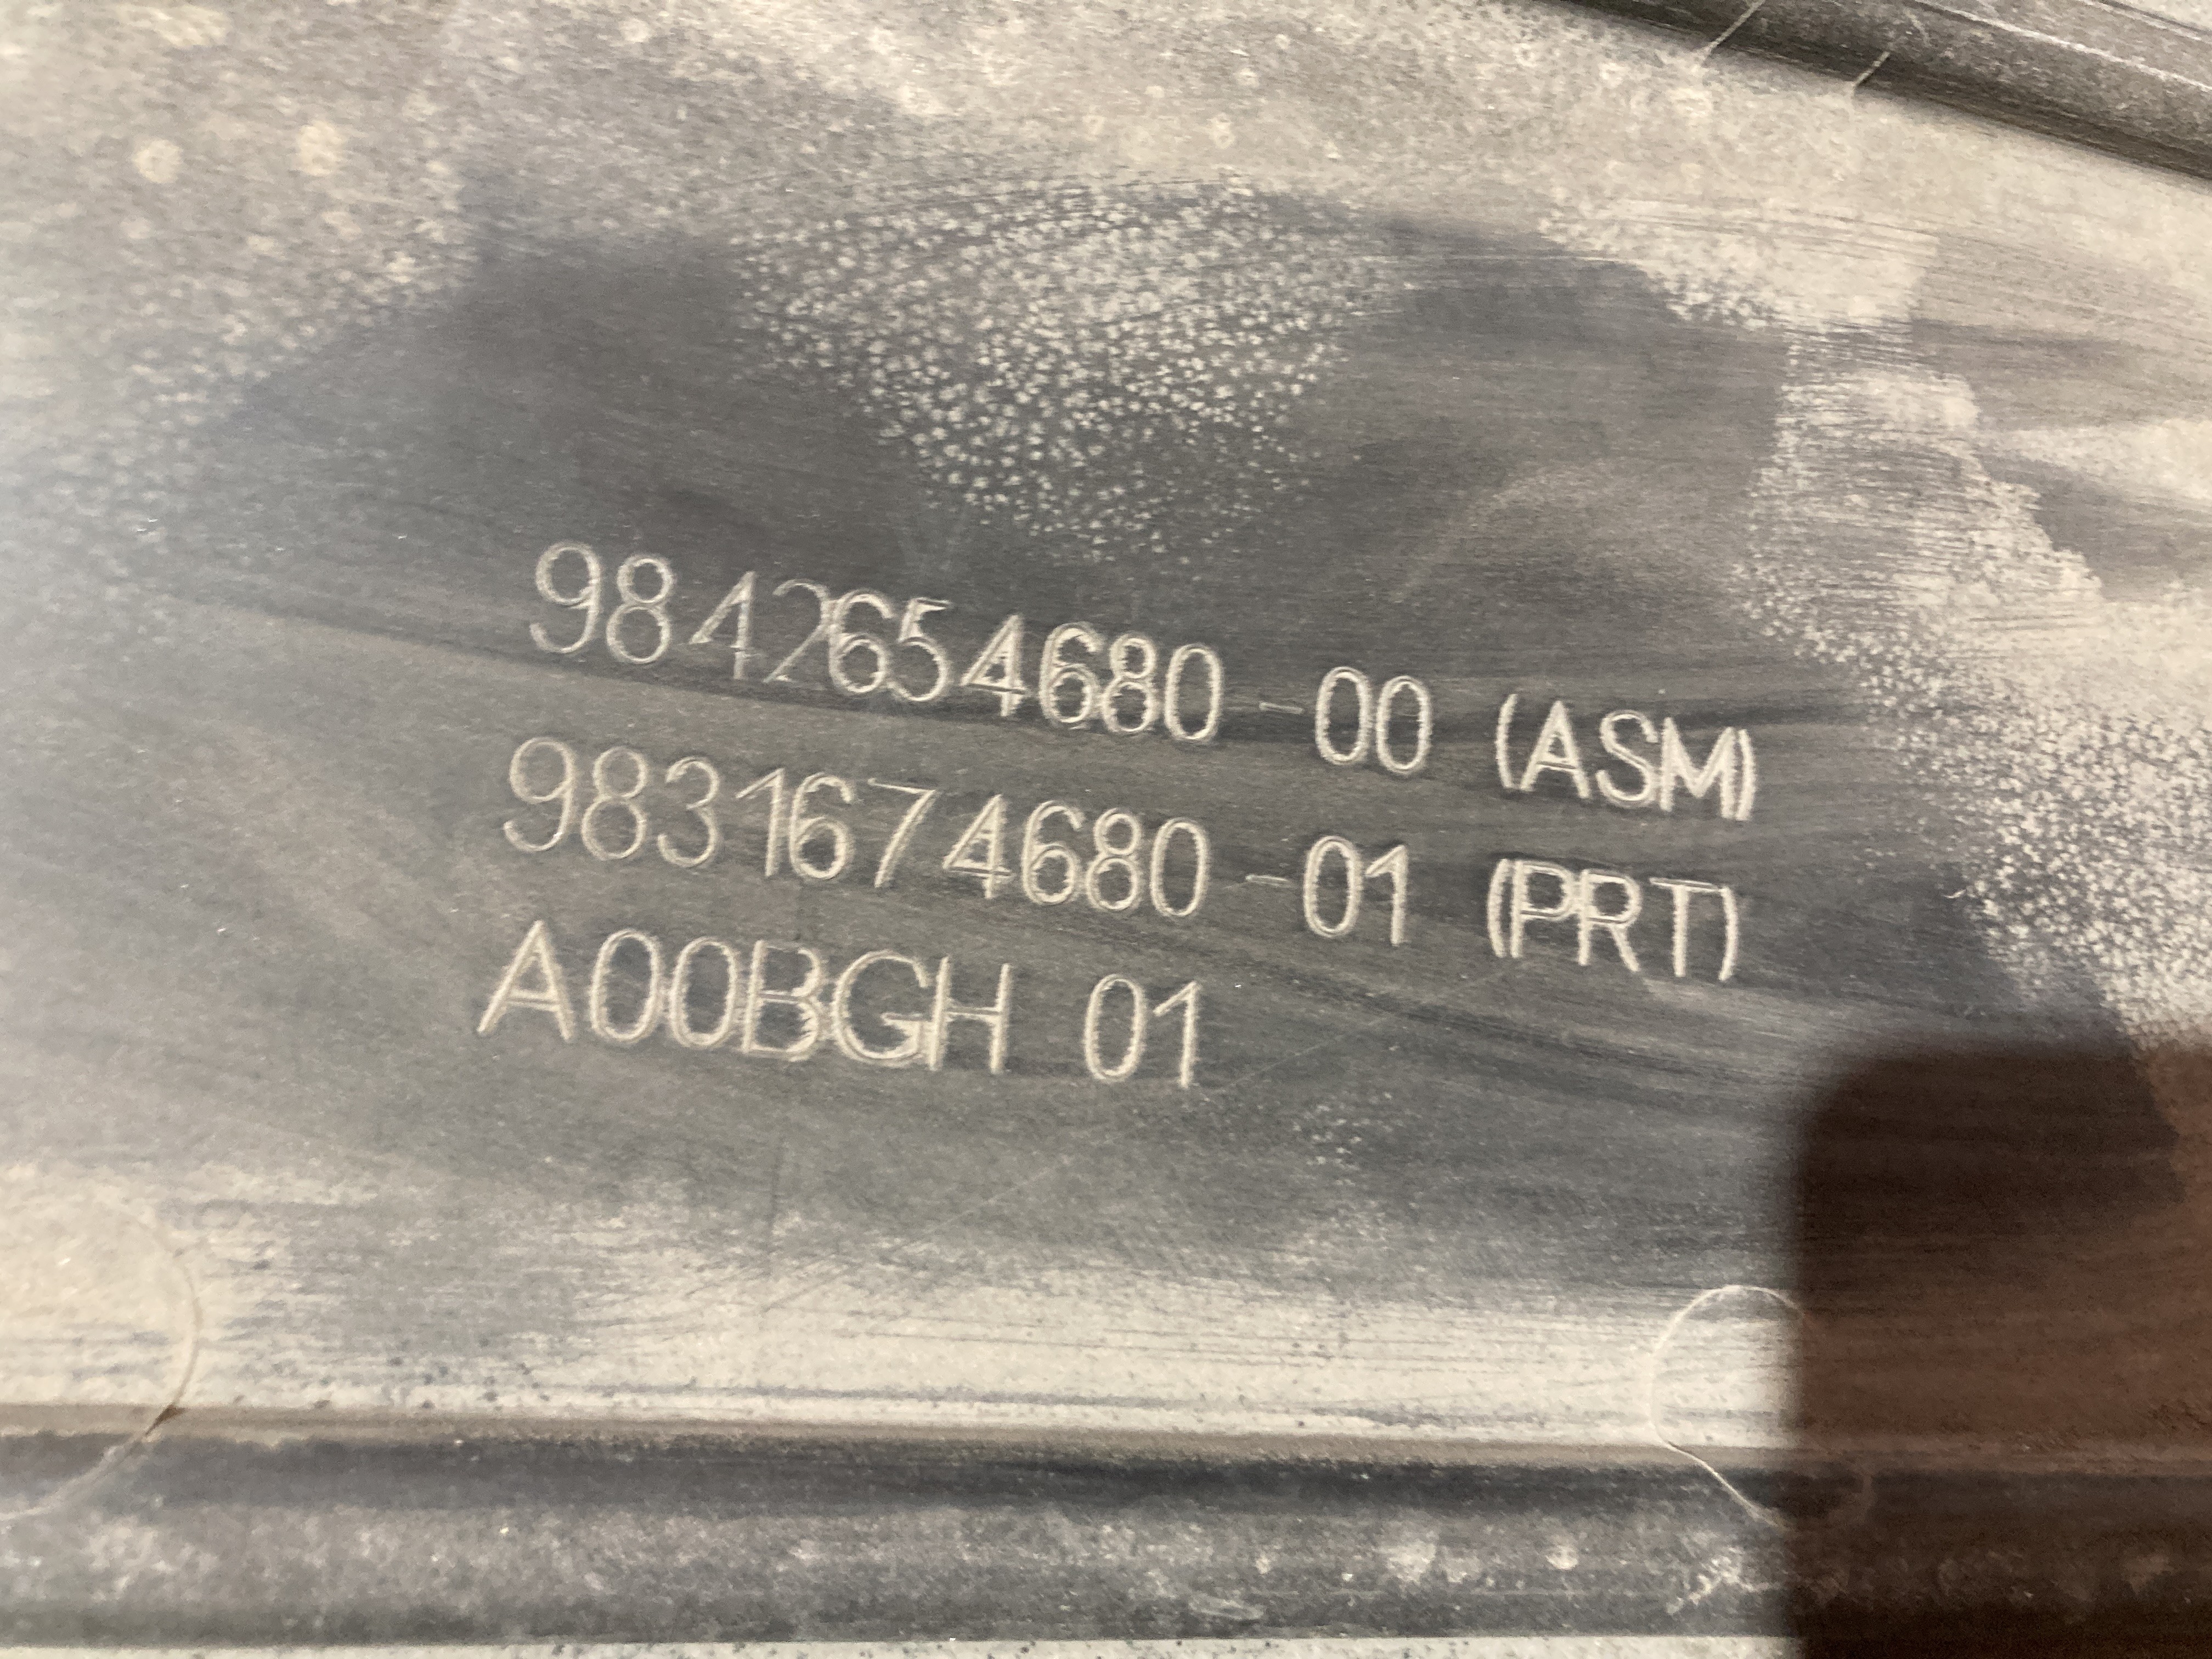 9842654680-00 (ASM)
9831674680-01 (PRT)
A00BGH 01